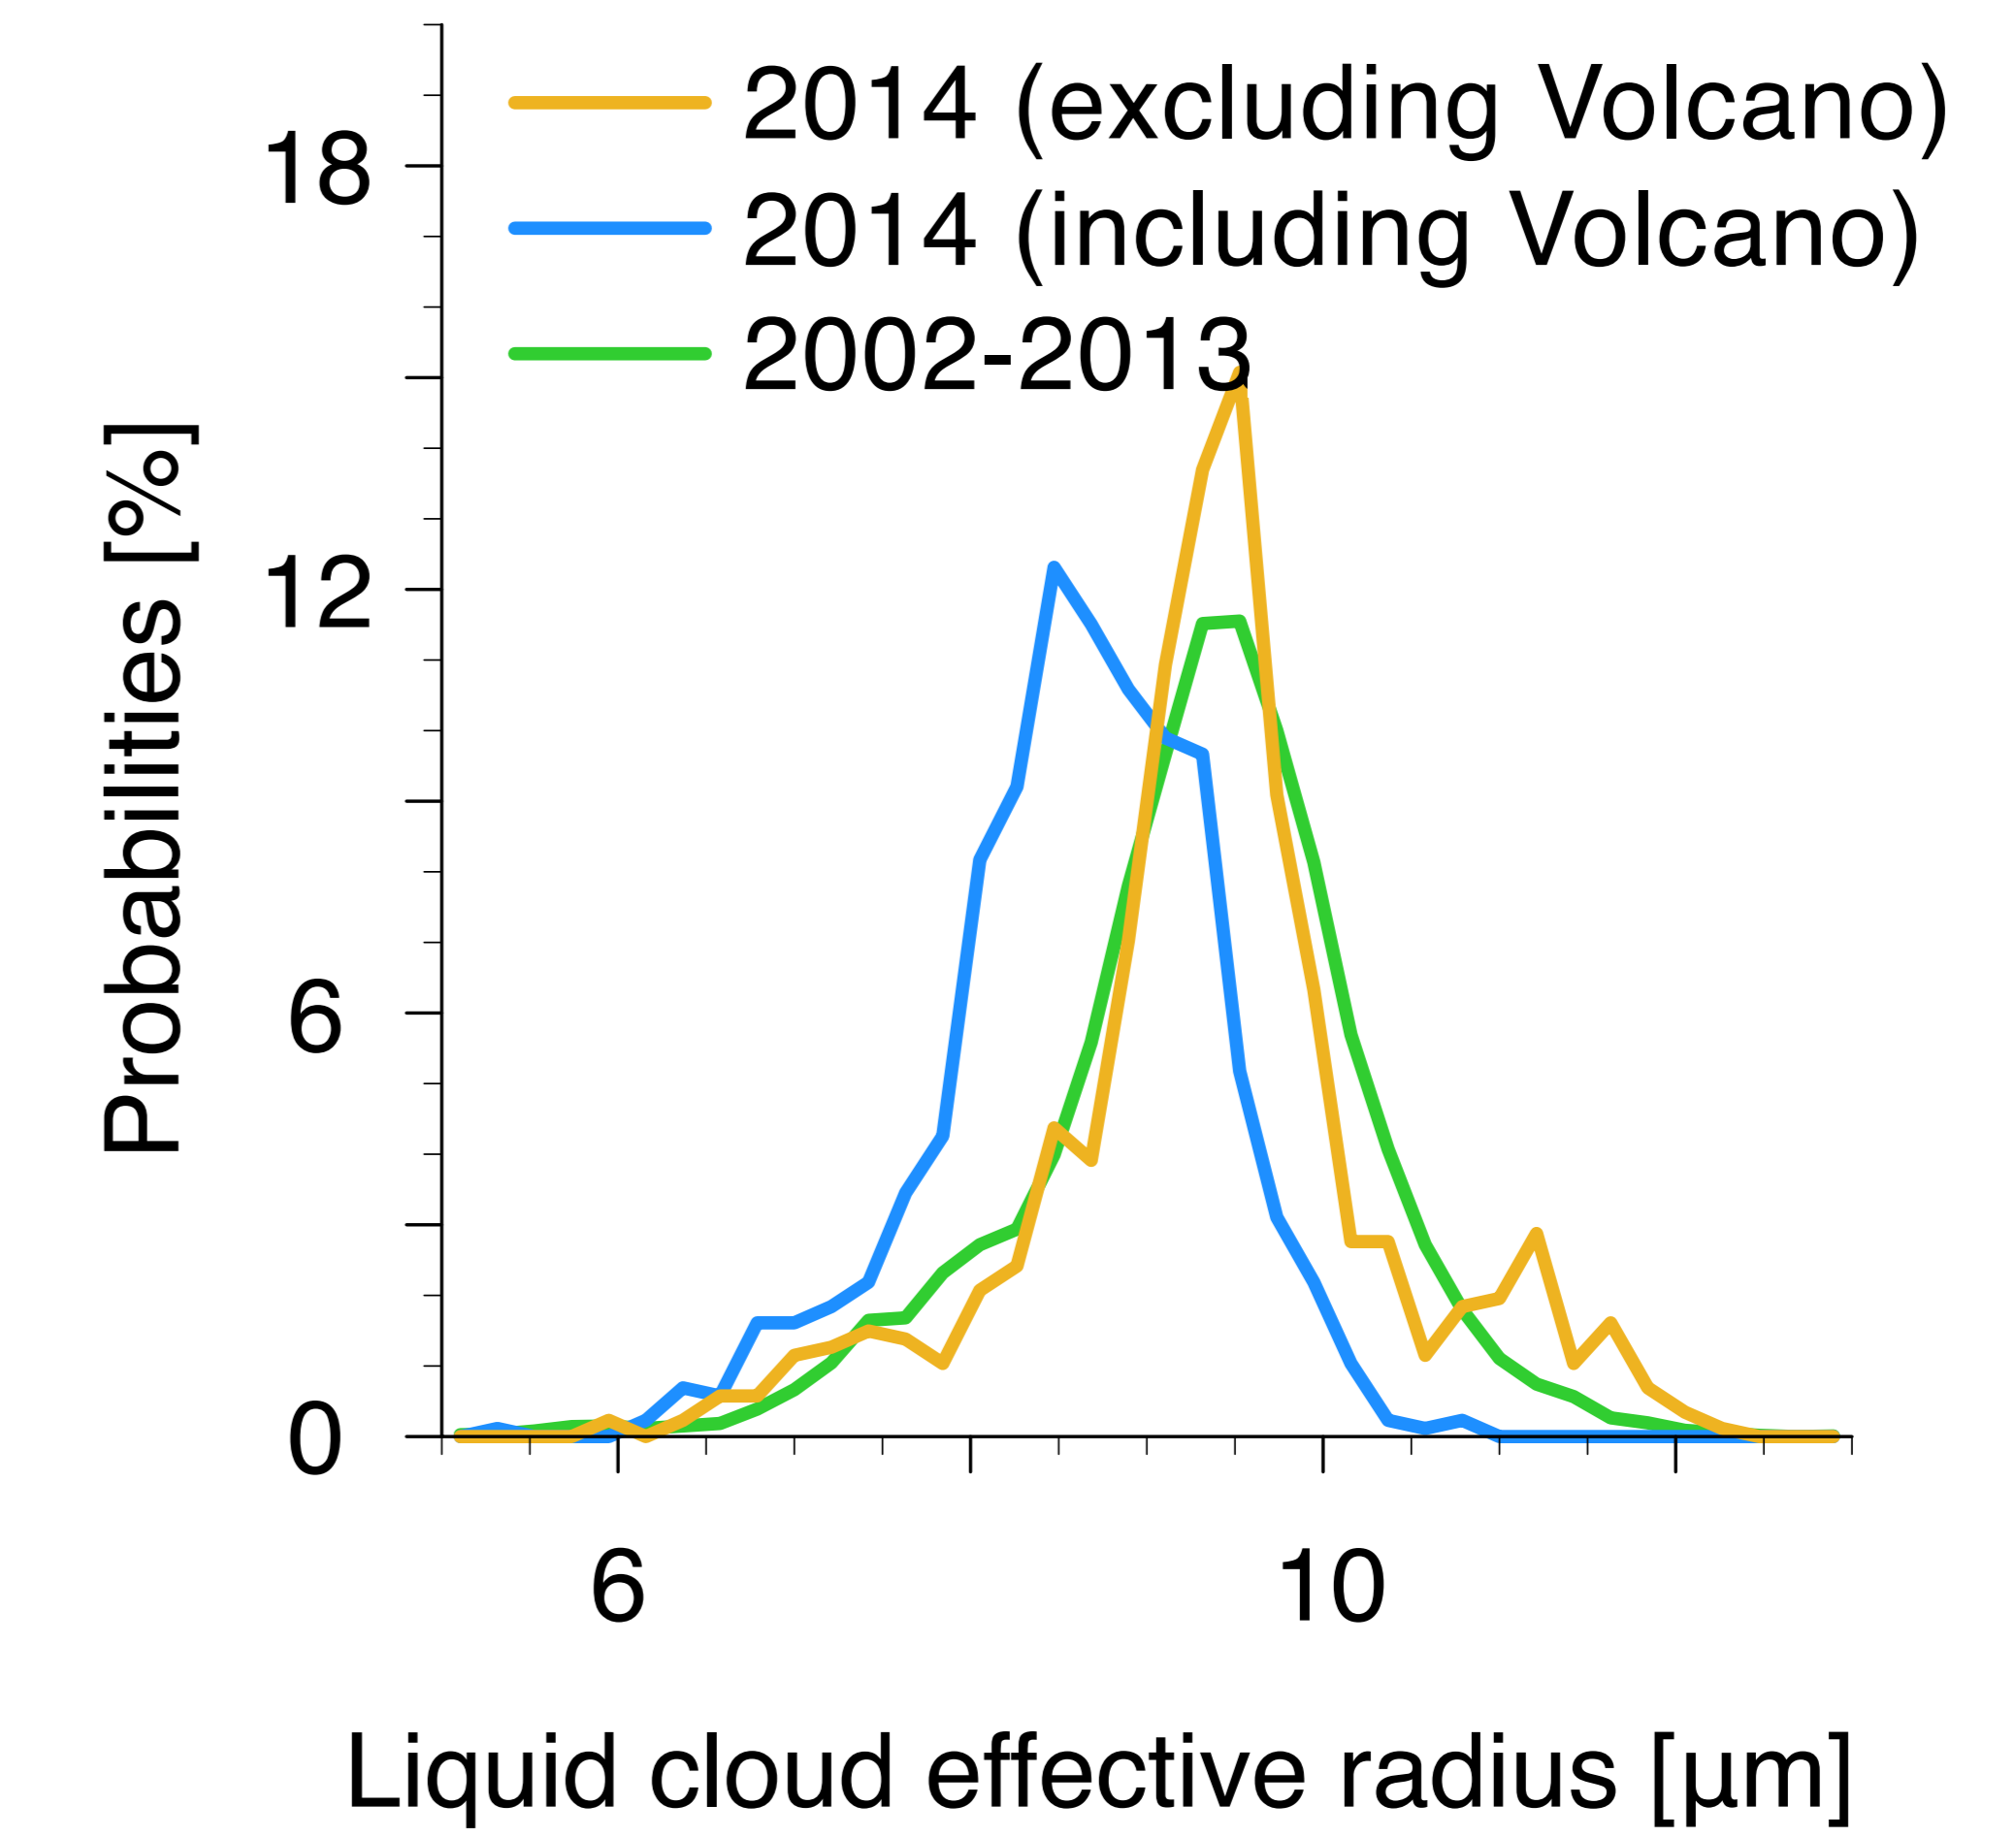 2014 (excluding Volcano)
2014 (including Volcano)
2002-2013
18
12
6
0
Probabilities [%]
6
10
Liquid cloud effective radius [µm]